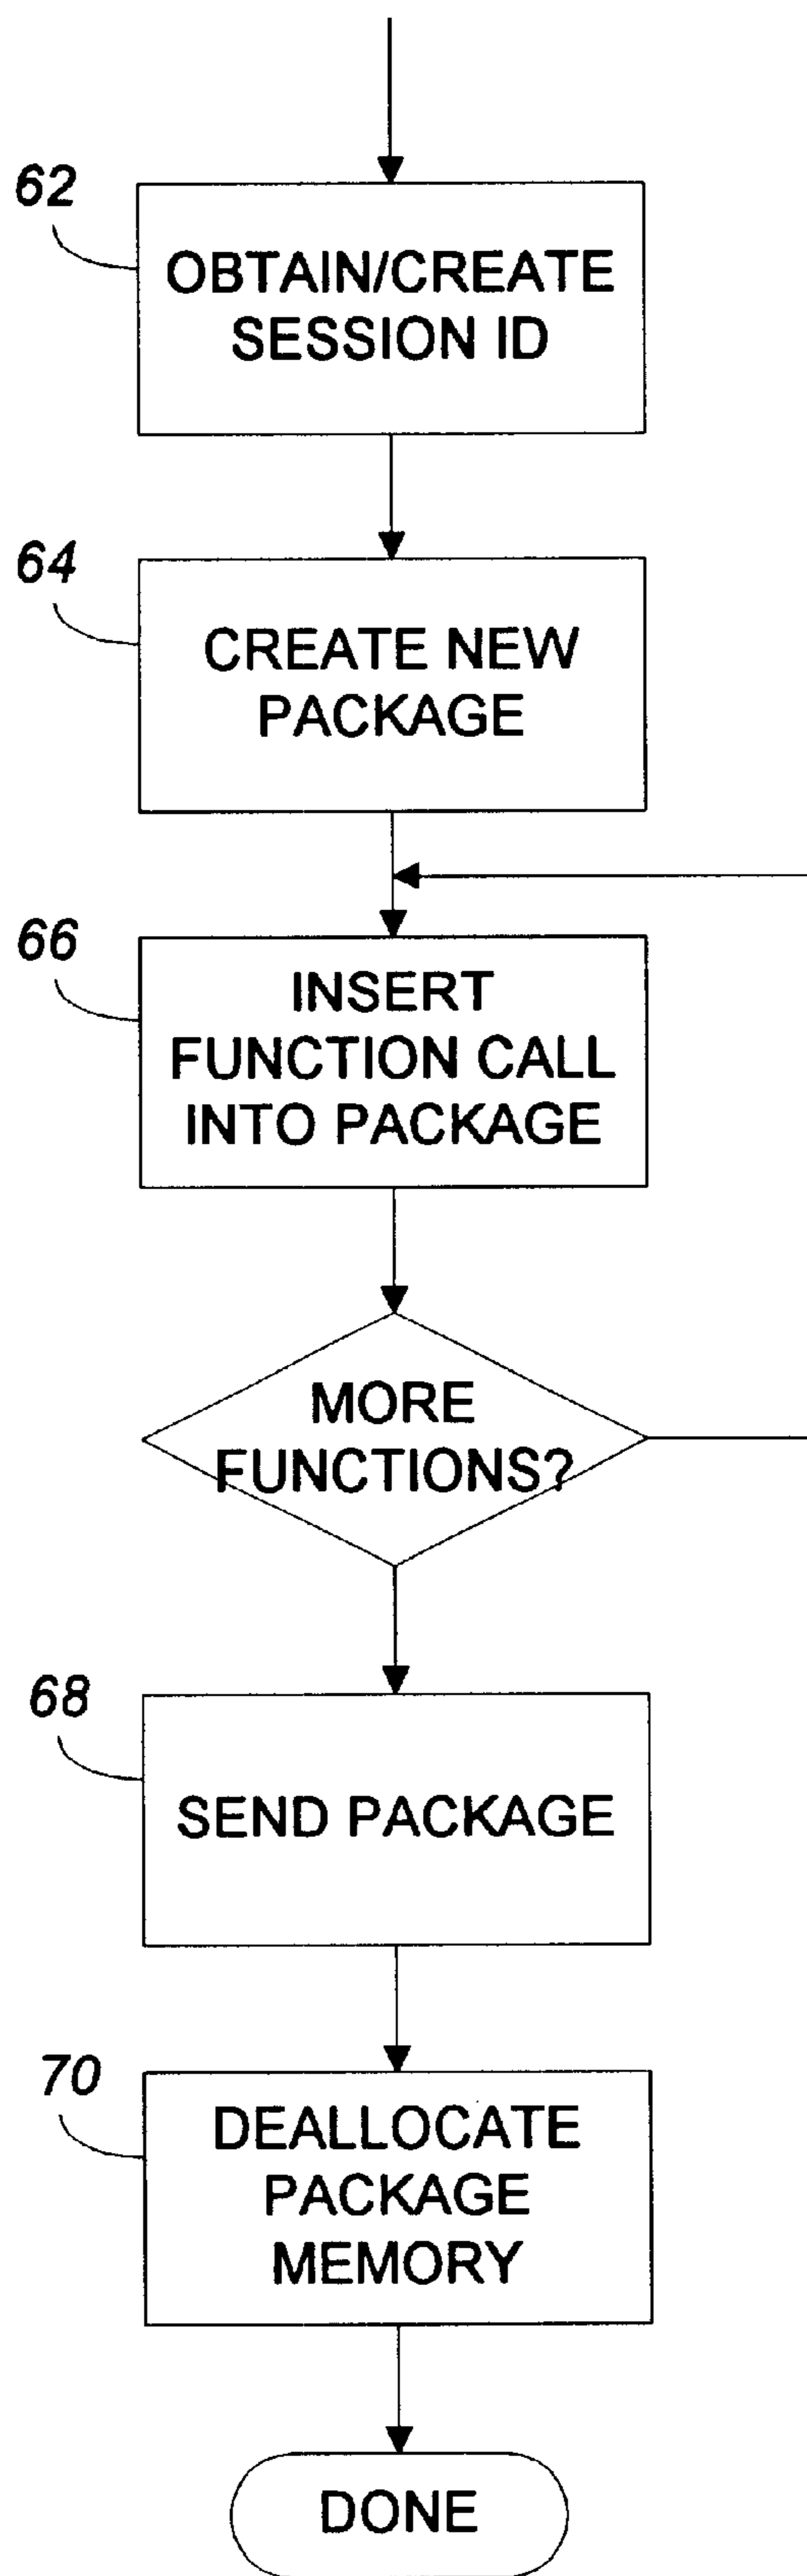 62
OBTAIN/CREATE
SESSION ID
64
CREATE NEW
PACKAGE
66
INSERT
FUNCTION CALL
INTO PACKAGE
MORE
FUNCTIONS?
68
SEND PACKAGE
70
DEALLOCATE
PACKAGE
MEMORY
DONE